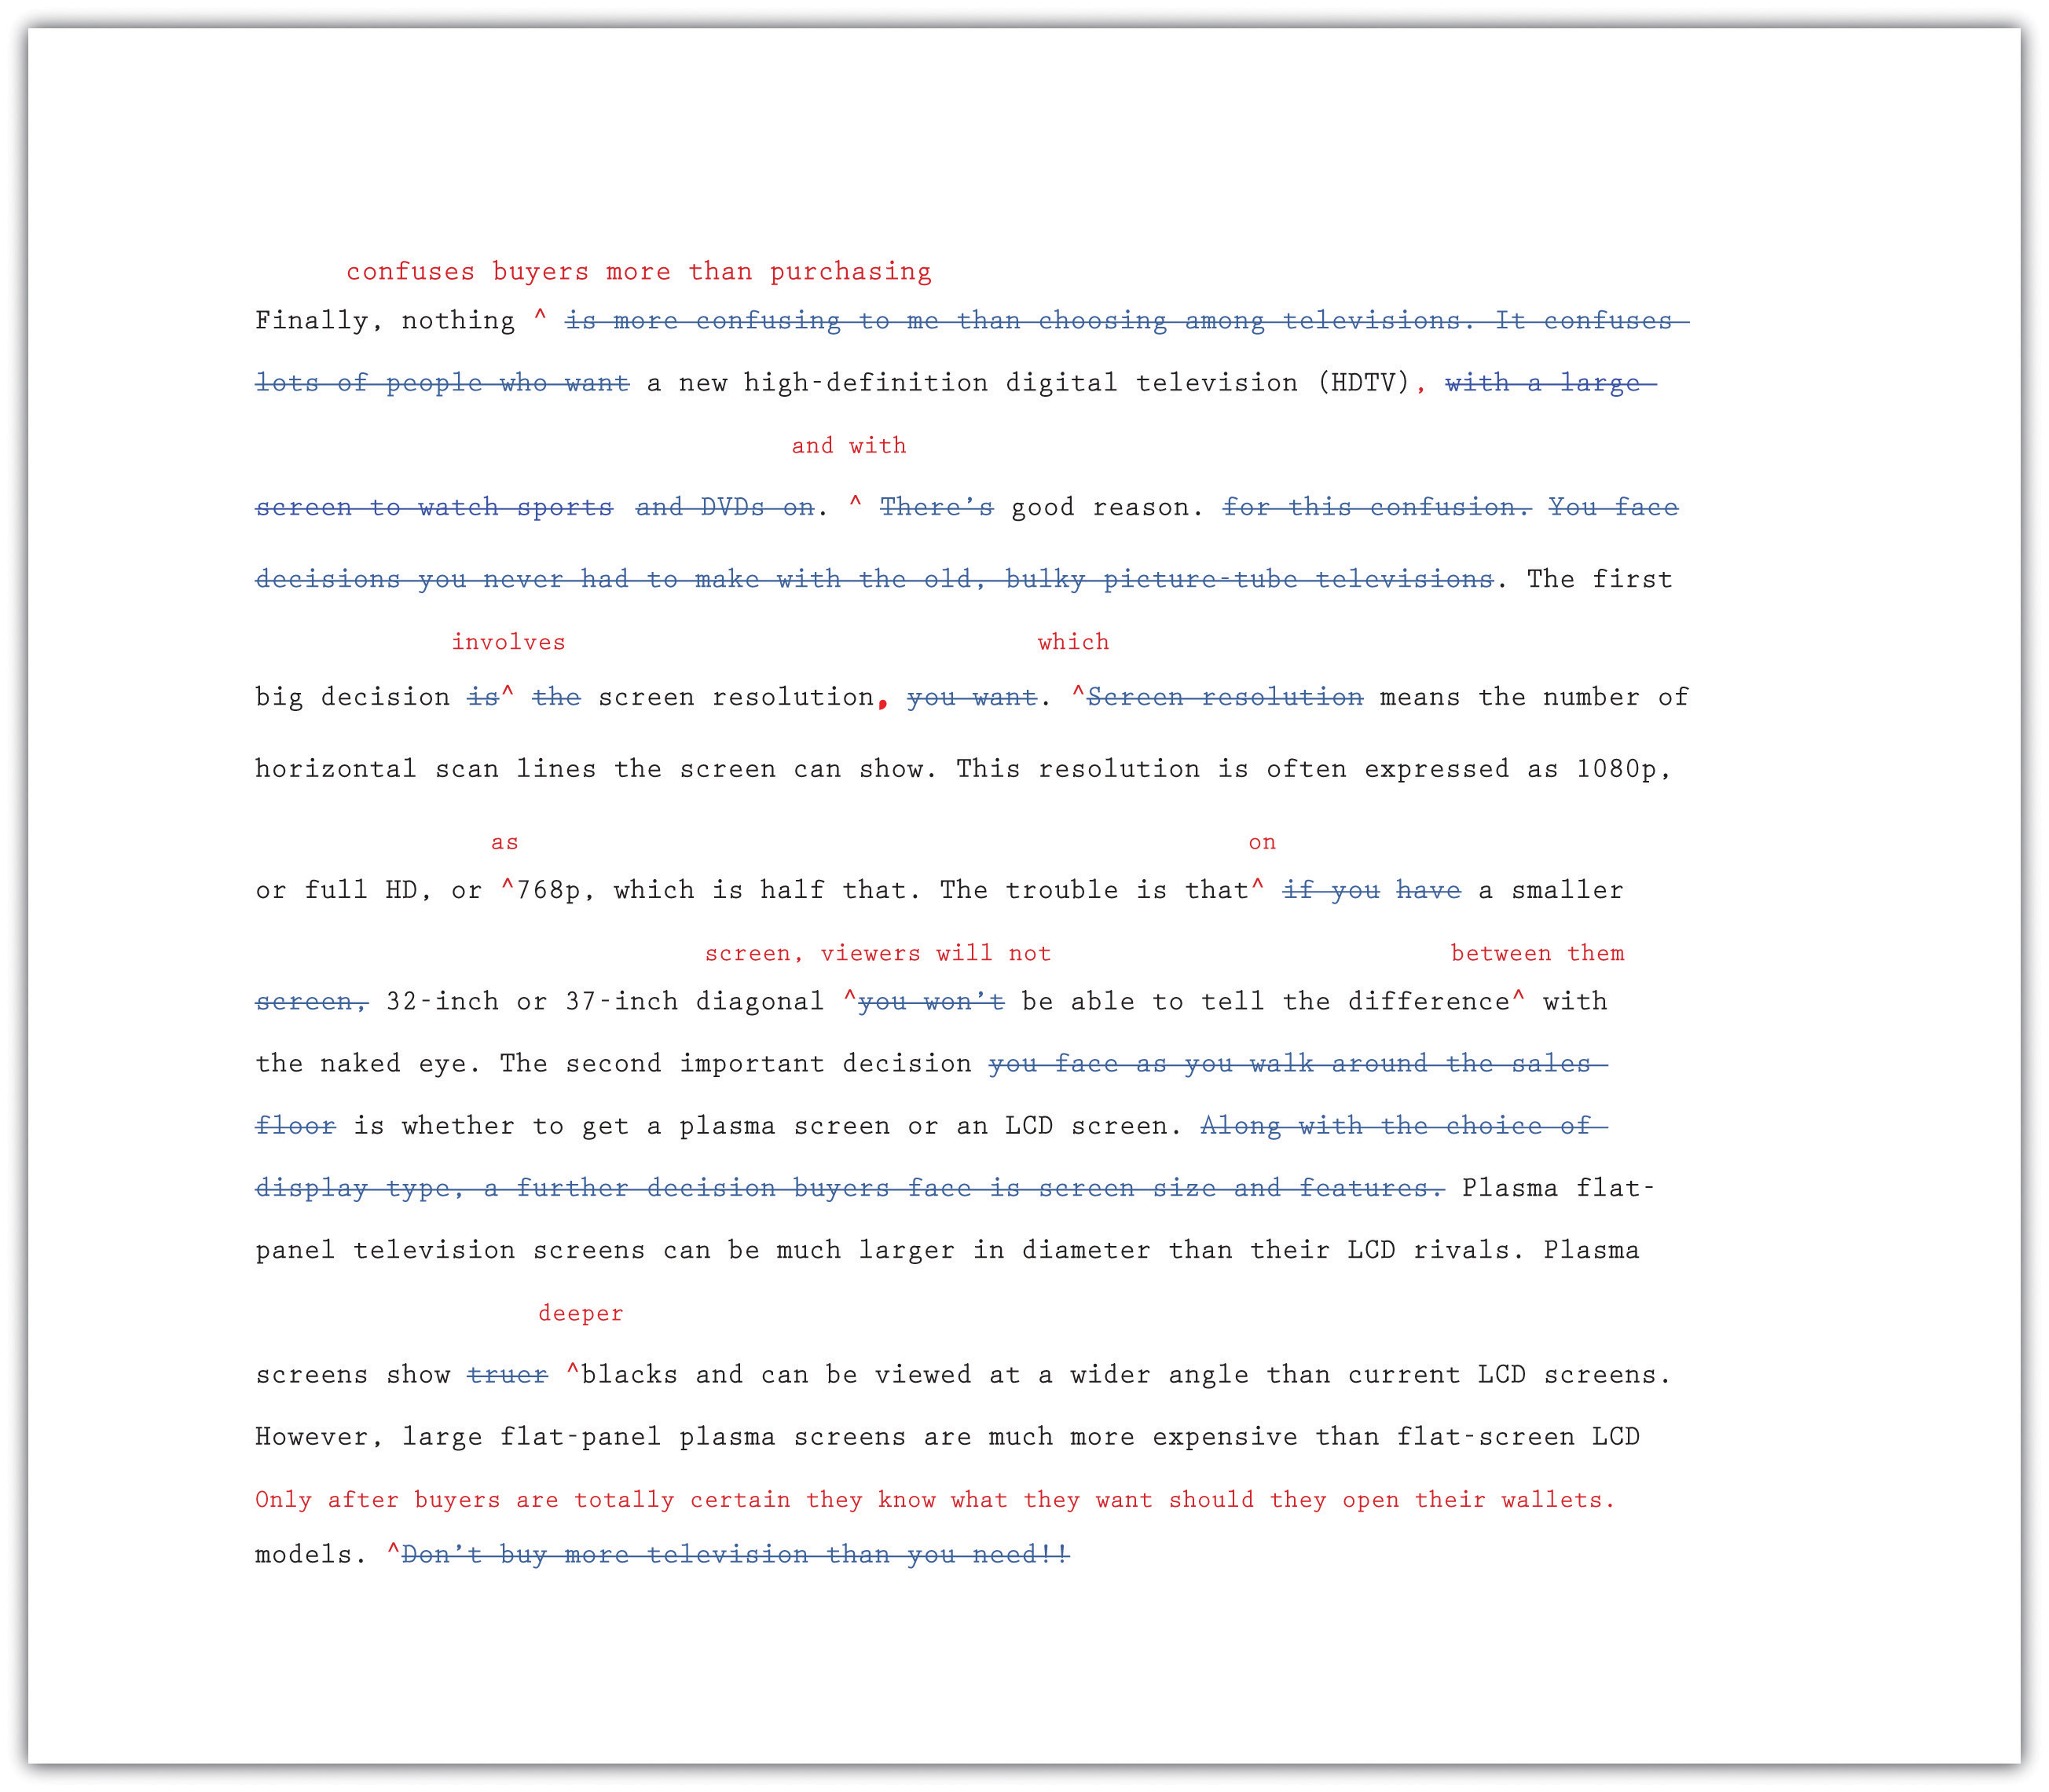 confuses buyers more than purchasing
Finally, nothing ^ is more confusing to me than choosing among televisions. It confuses
lots of people who want a new high-definition digital television (HDTV), with a large
and with
screen to watch sports and DVDs on. ^ There's good reason. for this confusion. You face
decisions you never had to make with the old, bulky picture-tube televisions. The first
involves which
big decision is^ the screen resolution, you want. ^Screen resolution means the number of
horizontal scan lines the screen can show. This resolution is often expressed as 1080p,
as on
or full HD, or ^768p, which is half that. The trouble is that^ if you have a smaller
screen, viewers will not between them
screen, 32-inch or 37-inch diagonal ^you won't be able to tell the difference^ with
the naked eye. The second important decision you face as you walk around the sales
floor is whether to get a plasma screen or an LCD screen. Along with the choice of
display type, a further decision buyers face is screen size and features. Plasma flat-
panel television screens can be much larger in diameter than their LCD rivals. Plasma
deeper
screens show truer ^blacks and can be viewed at a wider angle than current LCD screens.
However, large flat-panel plasma screens are much more expensive than flat-screen LCD
Only after buyers are totally certain they know what they want should they open their wallets.
models. ^Don't buy more television than you need!!